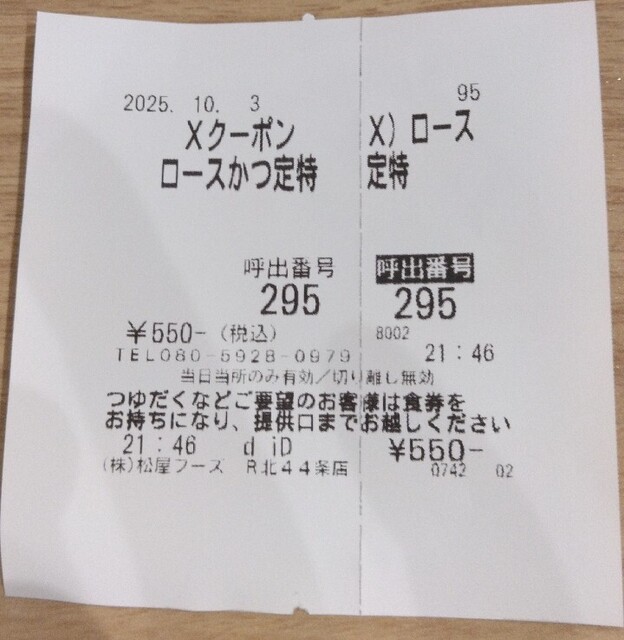 2025. 10. 3 95
Xクーポン X) ロース
ロースかつ定特 定特
呼出番号 呼出番号
295 295
¥550-(税込) 8002
TEL080-5928-0979 21:46
当日当所のみ有効/切り離し無効
つゆだくなどご要望のお客様は食券を
お持ちになり、提供口までお越しください
21:46 d iD ¥550-
(株)松屋フーズ R北44条店 0742 02